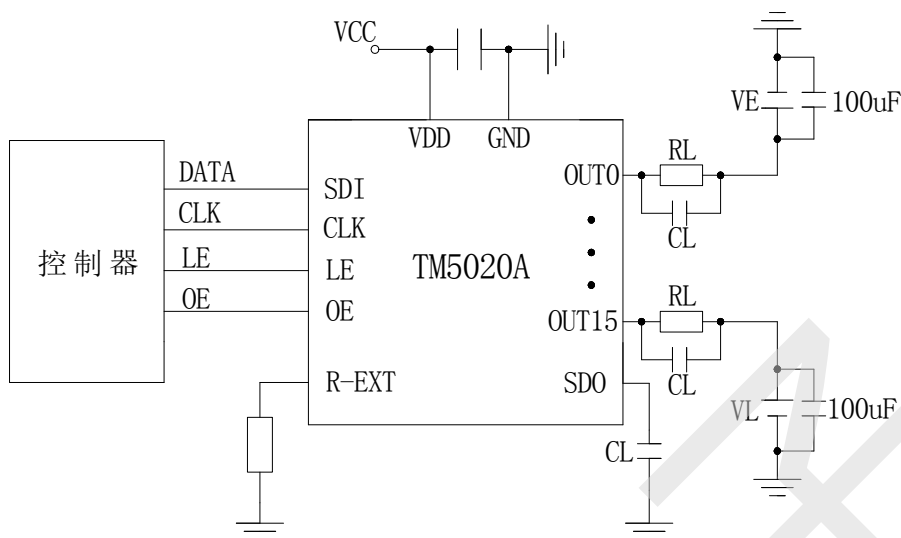 VCC
VDD
GND
VE
100uF
控制器
DATA
CLK
LE
OE
SDI
CLK
LE
OE
R-EXT
TM5020A
OUT0
RL
CL
OUT15
RL
CL
SDO
CL
VL
100uF